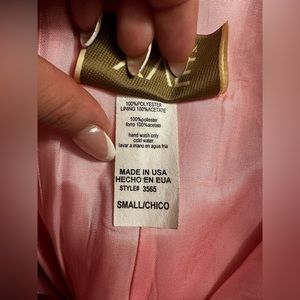 100%POLYESTER
LINING 100%ACETATE
100%poliester
forro 100%acetato
hand wash only
cold water
lavar a mano en agua fria
MADE IN USA
HECHO EN EUA
STYLE# 3565
SMALL/CHICO